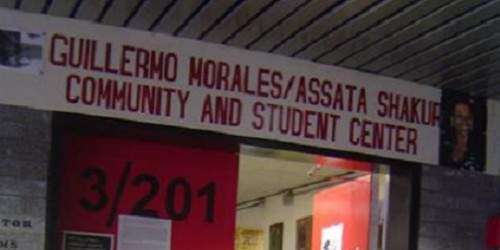 GUILLERMO MORALES/ASSATA SHAKUR
COMMUNITY AND STUDENT CENTER
3/201